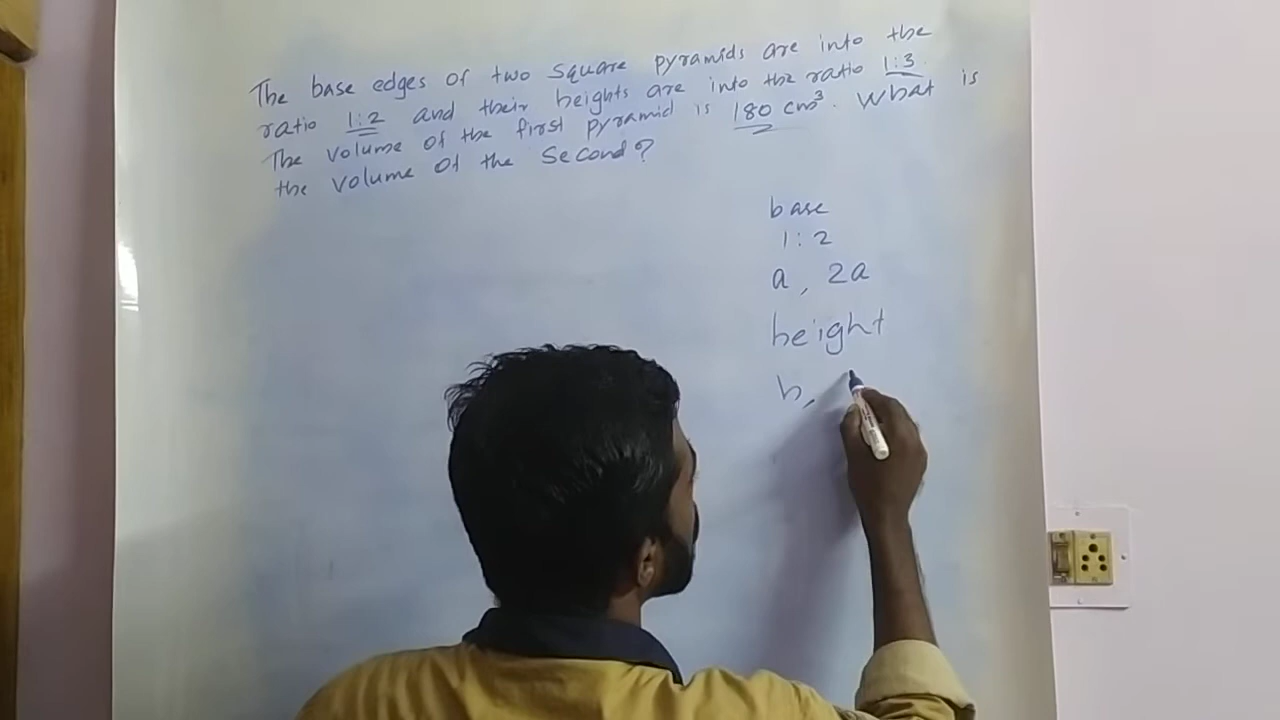 The base edges of two square pyramids are into the
ratio 1:2 and their heights are into the ratio 1:3.
The volume of the first pyramid is 180 cm³. What is
the volume of the second?
base
1:2
a, 2a
height
h,